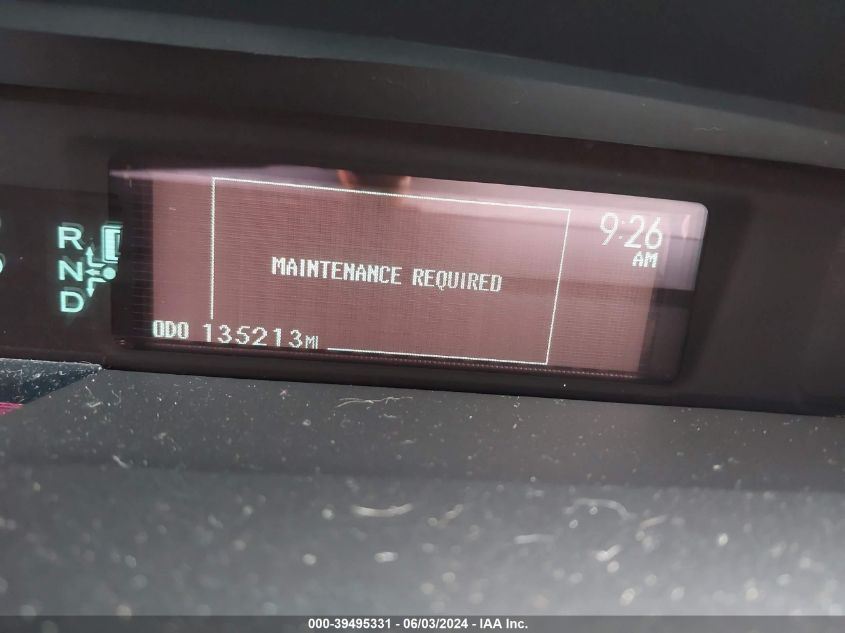 9:26
AM
R
N
D
MAINTENANCE REQUIRED
ODO 135213MI
000-39495331 - 06/03/2024 - IAA Inc.